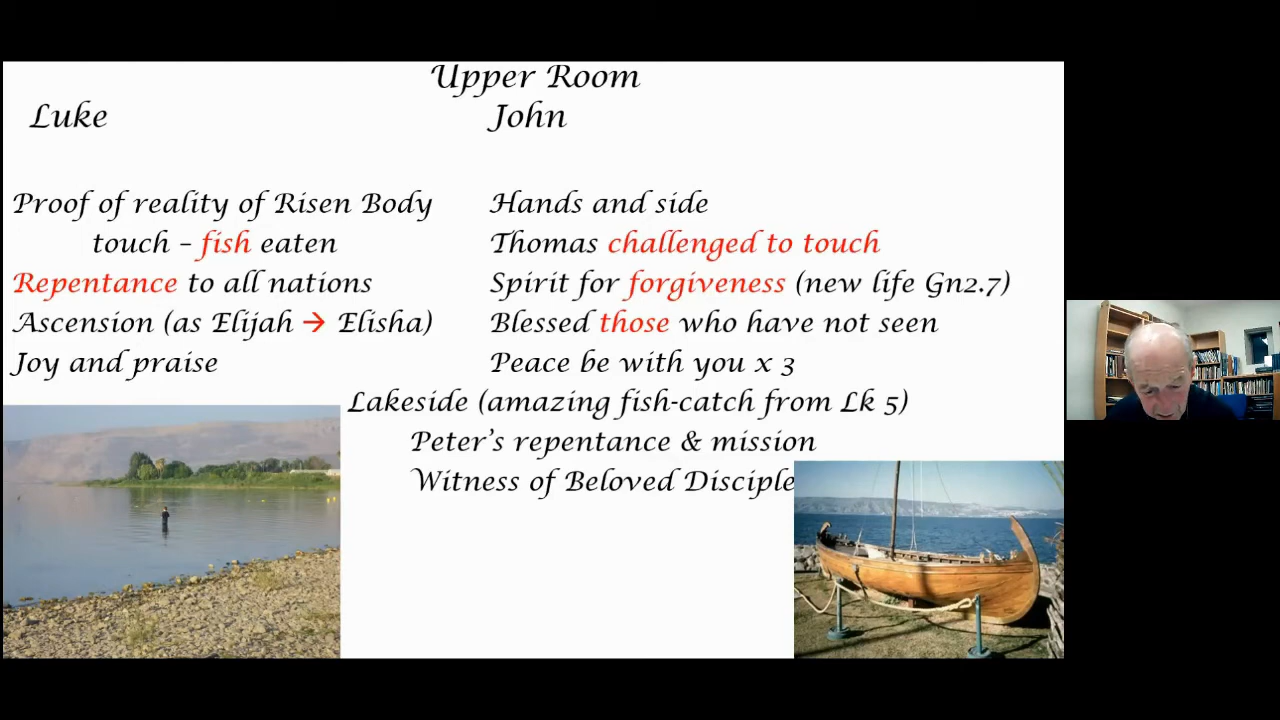 Upper Room
Luke
John
Proof of reality of Risen Body
touch – fish eaten
Repentance to all nations
Ascension (as Elijah → Elisha)
Joy and praise
Hands and side
Thomas challenged to touch
Spirit for forgiveness (new life Gn2.7)
Blessed those who have not seen
Peace be with you x 3
Lakeside (amazing fish-catch from Lk 5)
Peter's repentance & mission
Witness of Beloved Disciple